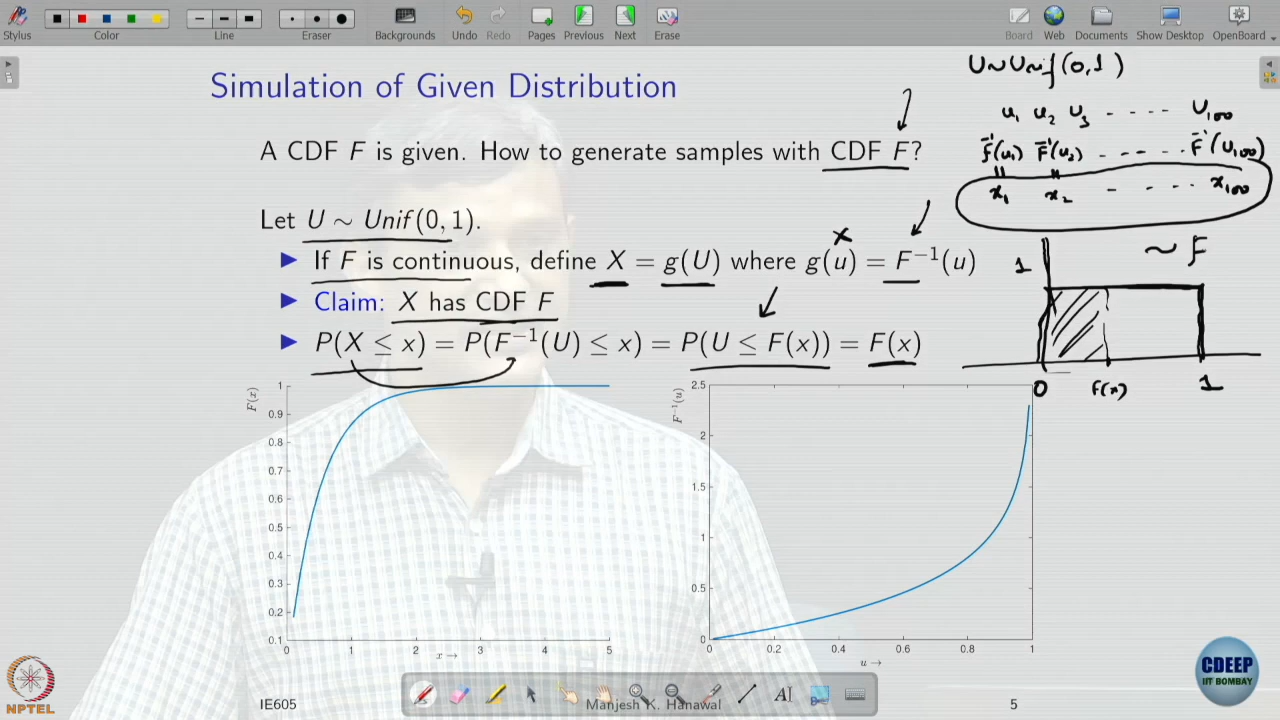 Stylus Color Line Eraser Backgrounds Undo Redo Pages Previous Next Erase Board Web Documents Show Desktop OpenBoard
Simulation of Given Distribution
U~Unif(0,1)
u₁ u₂ u₃ - - - - - - u₁₀₀
A CDF F is given. How to generate samples with CDF F?
F⁻¹(u₁) F⁻¹(u₂) - - - - - - F⁻¹(u₁₀₀)
x₁ x₂ - - - - - x₁₀₀
Let U ∼ Unif(0, 1).
~ F
If F is continuous, define X = g(U) where g(u) = F⁻¹(u)
x
1
Claim: X has CDF F
P(X ≤ x) = P(F⁻¹(U) ≤ x) = P(U ≤ F(x)) = F(x)
0 F(x) 1
F(x)
1
0.9
0.8
0.7
0.6
0.5
0.4
0.3
0.2
0.1
0 1 2 3 4 5
x →
F⁻¹(u)
2.5
2
1.5
1
0.5
0
0 0.2 0.4 0.6 0.8 1
u →
CDEEP
IIT BOMBAY
NPTEL
IE605
Manjesh K. Hanawal
5